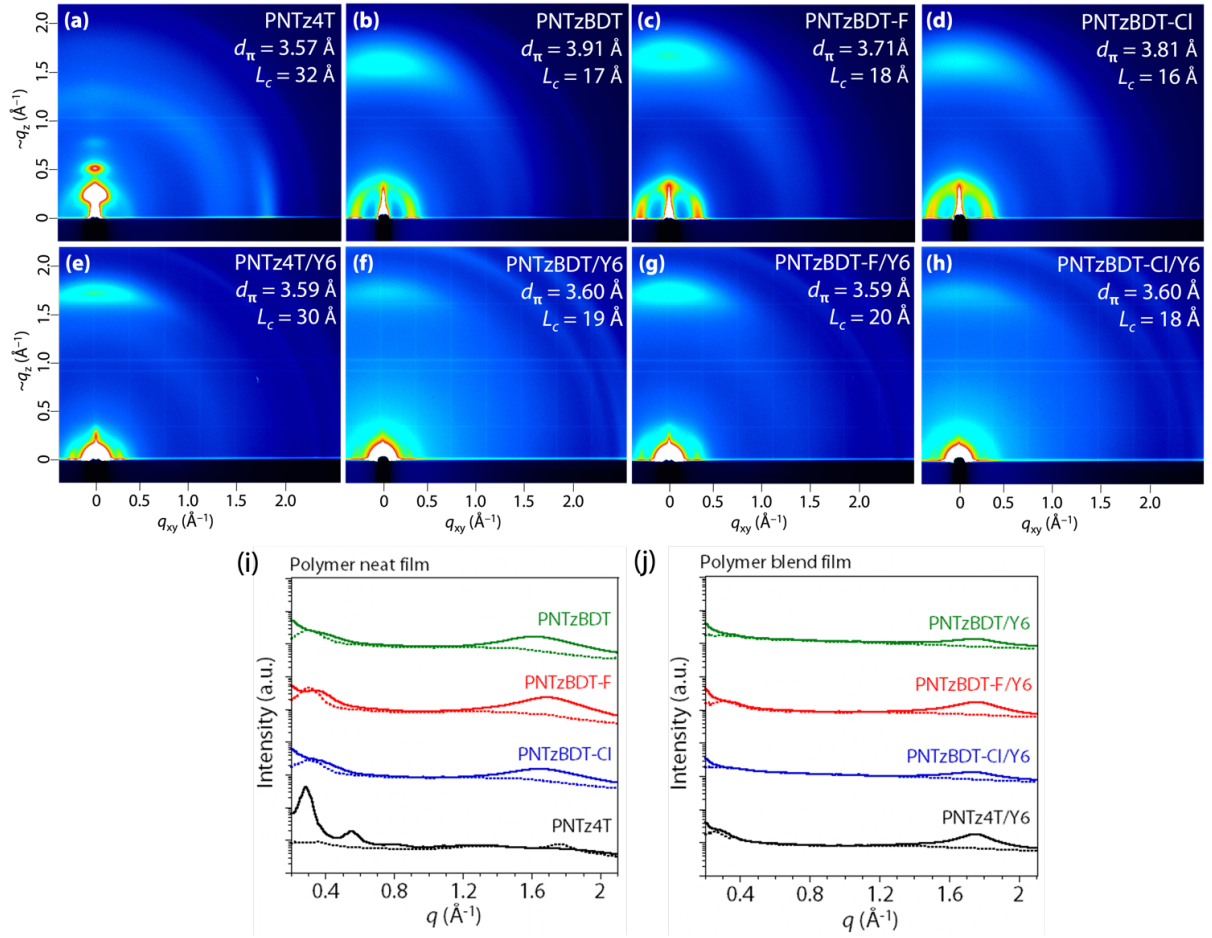 (a) PNTz4T
dπ = 3.57 Å
Lc = 32 Å
(b) PNTzBDT
dπ = 3.91 Å
Lc = 17 Å
(c) PNTzBDT-F
dπ = 3.71Å
Lc = 18 Å
(d) PNTzBDT-Cl
dπ = 3.81 Å
Lc = 16 Å
~qz (Å⁻¹)
2.0
1.5
1.0
0.5
0
(e) PNTz4T/Y6
dπ = 3.59 Å
Lc = 30 Å
(f) PNTzBDT/Y6
dπ = 3.60 Å
Lc = 19 Å
(g) PNTzBDT-F/Y6
dπ = 3.59 Å
Lc = 20 Å
(h) PNTzBDT-Cl/Y6
dπ = 3.60 Å
Lc = 18 Å
~qz (Å⁻¹)
2.0
1.5
1.0
0.5
0
0 0.5 1.0 1.5 2.0
qxy (Å⁻¹)
0 0.5 1.0 1.5 2.0
qxy (Å⁻¹)
0 0.5 1.0 1.5 2.0
qxy (Å⁻¹)
0 0.5 1.0 1.5 2.0
qxy (Å⁻¹)
(i) Polymer neat film
PNTzBDT
PNTzBDT-F
PNTzBDT-Cl
PNTz4T
Intensity (a.u.)
0.4 0.8 1.2 1.6 2
q (Å⁻¹)
(j) Polymer blend film
PNTzBDT/Y6
PNTzBDT-F/Y6
PNTzBDT-Cl/Y6
PNTz4T/Y6
Intensity (a.u.)
0.4 0.8 1.2 1.6 2
q (Å⁻¹)